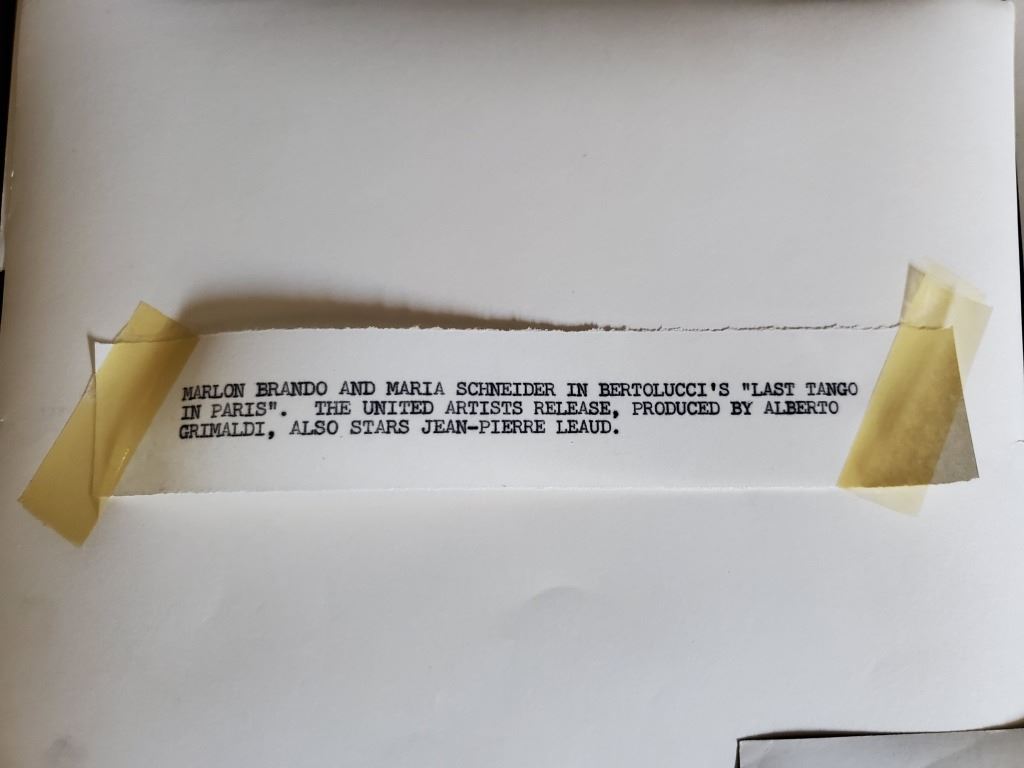 MARLON BRANDO AND MARIA SCHNEIDER IN BERTOLUCCI'S "LAST TANGO
IN PARIS".  THE UNITED ARTISTS RELEASE, PRODUCED BY ALBERTO
GRIMALDI, ALSO STARS JEAN-PIERRE LEAUD.